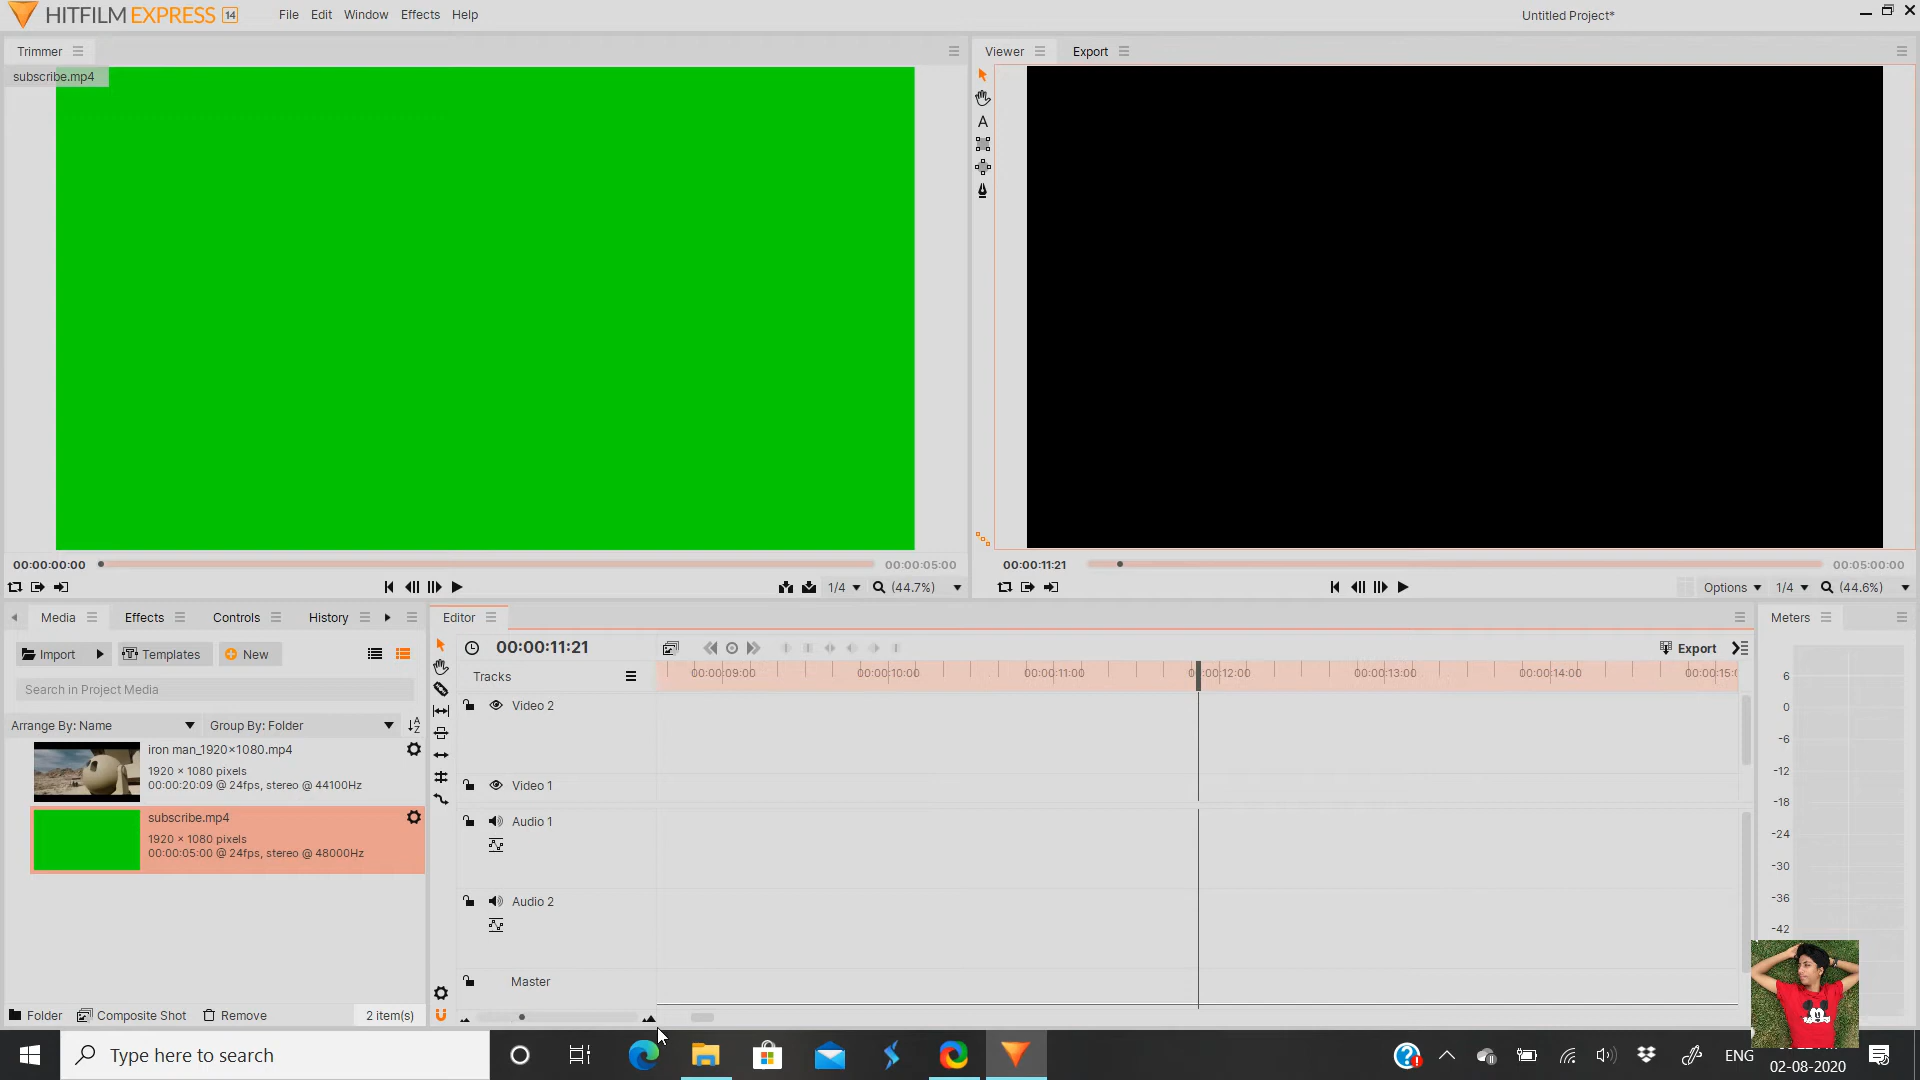 HITFILM EXPRESS 14 File Edit Window Effects Help Untitled Project*
Trimmer
subscribe.mp4
Viewer Export
A
00:00:00:00 00:00:05:00
1/4 (44.7%)
00:00:11:21 00:05:00:00
Options 1/4 (44.6%)
Media Effects Controls History
Import Templates New
Search in Project Media
Arrange By: Name Group By: Folder
iron man_1920x1080.mp4
1920 × 1080 pixels
00:00:20:09 @ 24fps, stereo @ 44100Hz
subscribe.mp4
1920 × 1080 pixels
00:00:05:00 @ 24fps, stereo @ 48000Hz
Folder Composite Shot Remove 2 item(s)
Editor
00:00:11:21 Export
Tracks 00:00:09:00 00:00:10:00 00:00:11:00 00:00:12:00 00:00:13:00 00:00:14:00
Video 2
Video 1
Audio 1
Audio 2
Master
Meters
6
0
-6
-12
-18
-24
-30
-36
-42
Type here to search
ENG
02-08-2020